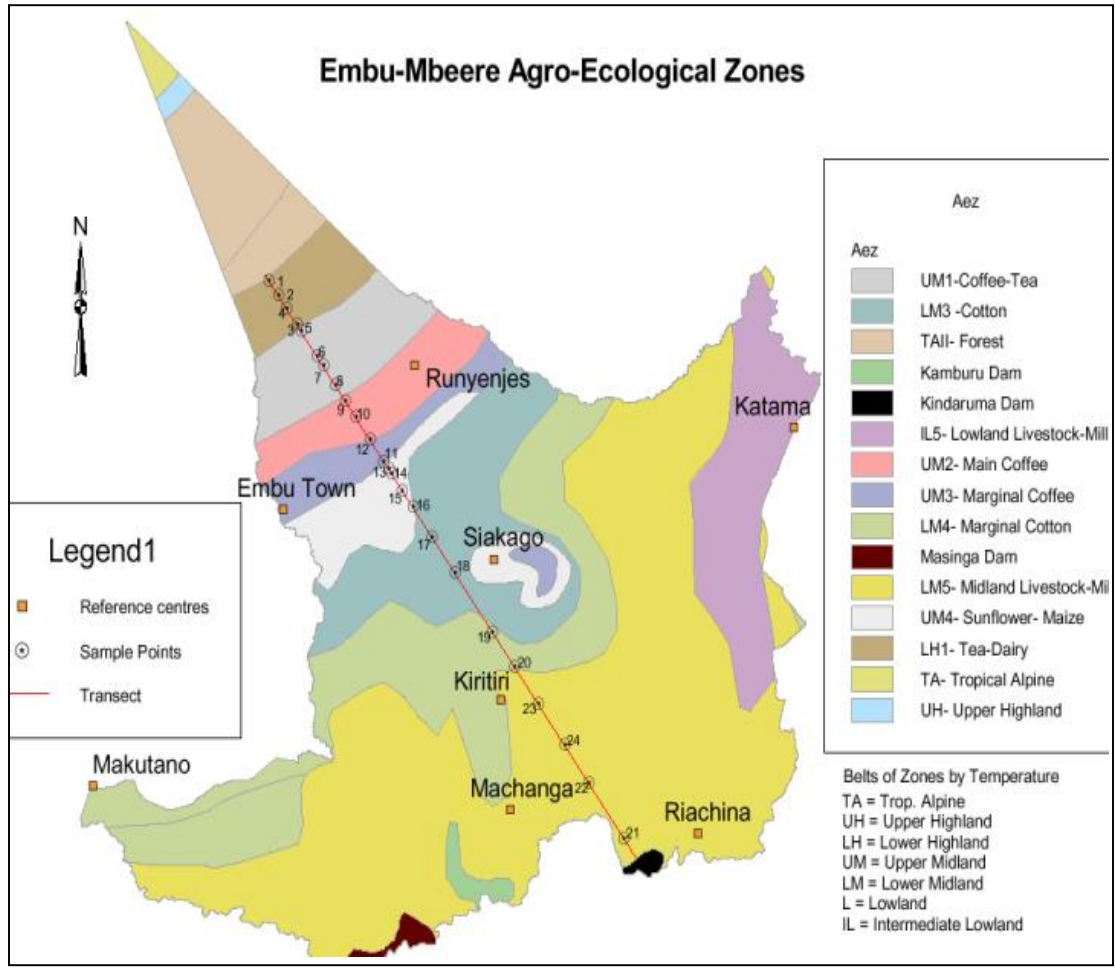 Embu-Mbeere Agro-Ecological Zones
N
1
2
4
3
5
6
7
8
9
10
12
11
13
14
15
16
17
18
19
20
23
24
22
21
Runyenjes
Katama
Embu Town
Siakago
Kiritiri
Makutano
Machanga
Riachina
Legend1
Reference centres
Sample Points
Transect
Aez
Aez
UM1-Coffee-Tea
LM3 -Cotton
TAII- Forest
Kamburu Dam
Kindaruma Dam
IL5- Lowland Livestock-Mill
UM2- Main Coffee
UM3- Marginal Coffee
LM4- Marginal Cotton
Masinga Dam
LM5- Midland Livestock-Mil
UM4- Sunflower- Maize
LH1- Tea-Dairy
TA- Tropical Alpine
UH- Upper Highland
Belts of Zones by Temperature
TA = Trop. Alpine
UH = Upper Highland
LH = Lower Highland
UM = Upper Midland
LM = Lower Midland
L = Lowland
IL = Intermediate Lowland